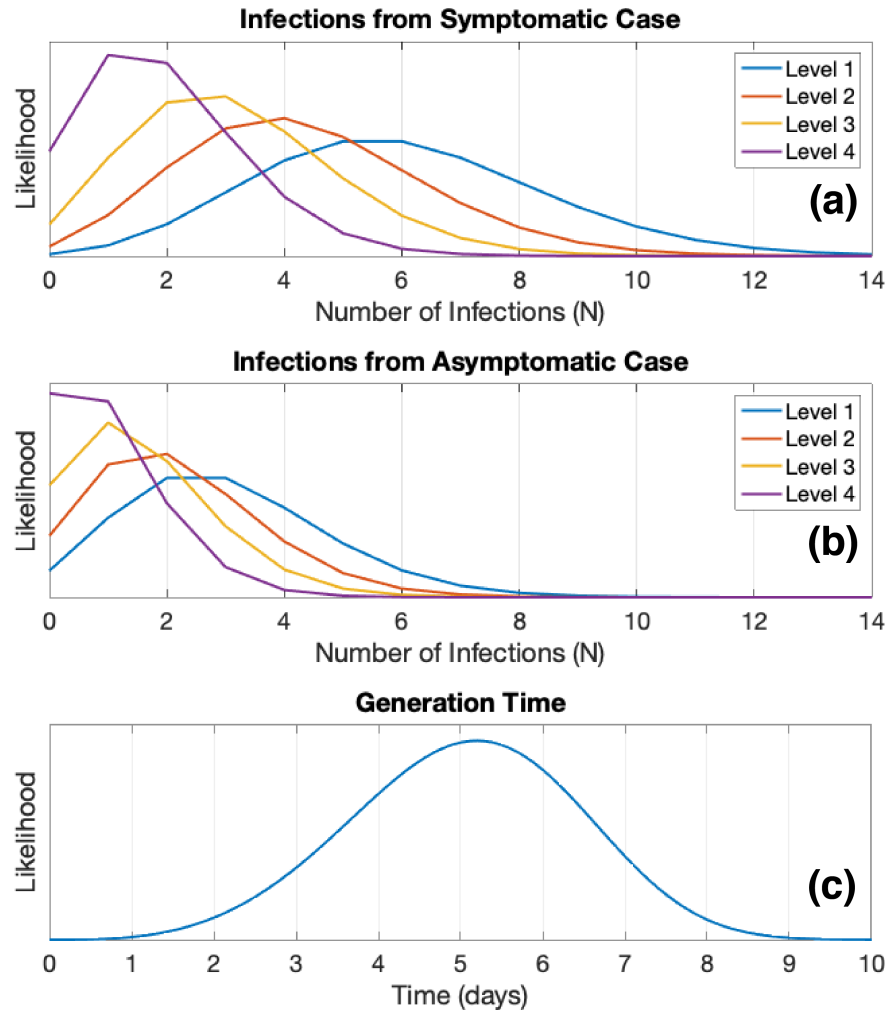 Infections from Symptomatic Case
Likelihood
Level 1
Level 2
Level 3
Level 4
(a)
0 2 4 6 8 10 12 14
Number of Infections (N)
Infections from Asymptomatic Case
Likelihood
Level 1
Level 2
Level 3
Level 4
(b)
0 2 4 6 8 10 12 14
Number of Infections (N)
Generation Time
Likelihood
(c)
0 1 2 3 4 5 6 7 8 9 10
Time (days)